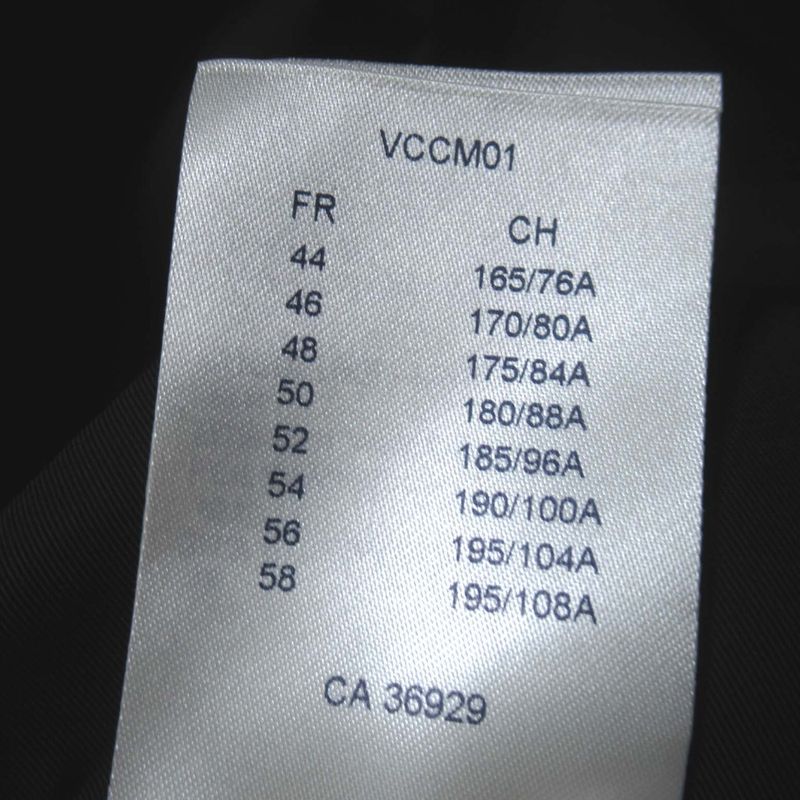 VCCM01
FR CH
44 165/76A
46 170/80A
48 175/84A
50 180/88A
52 185/96A
54 190/100A
56 195/104A
58 195/108A
CA 36929